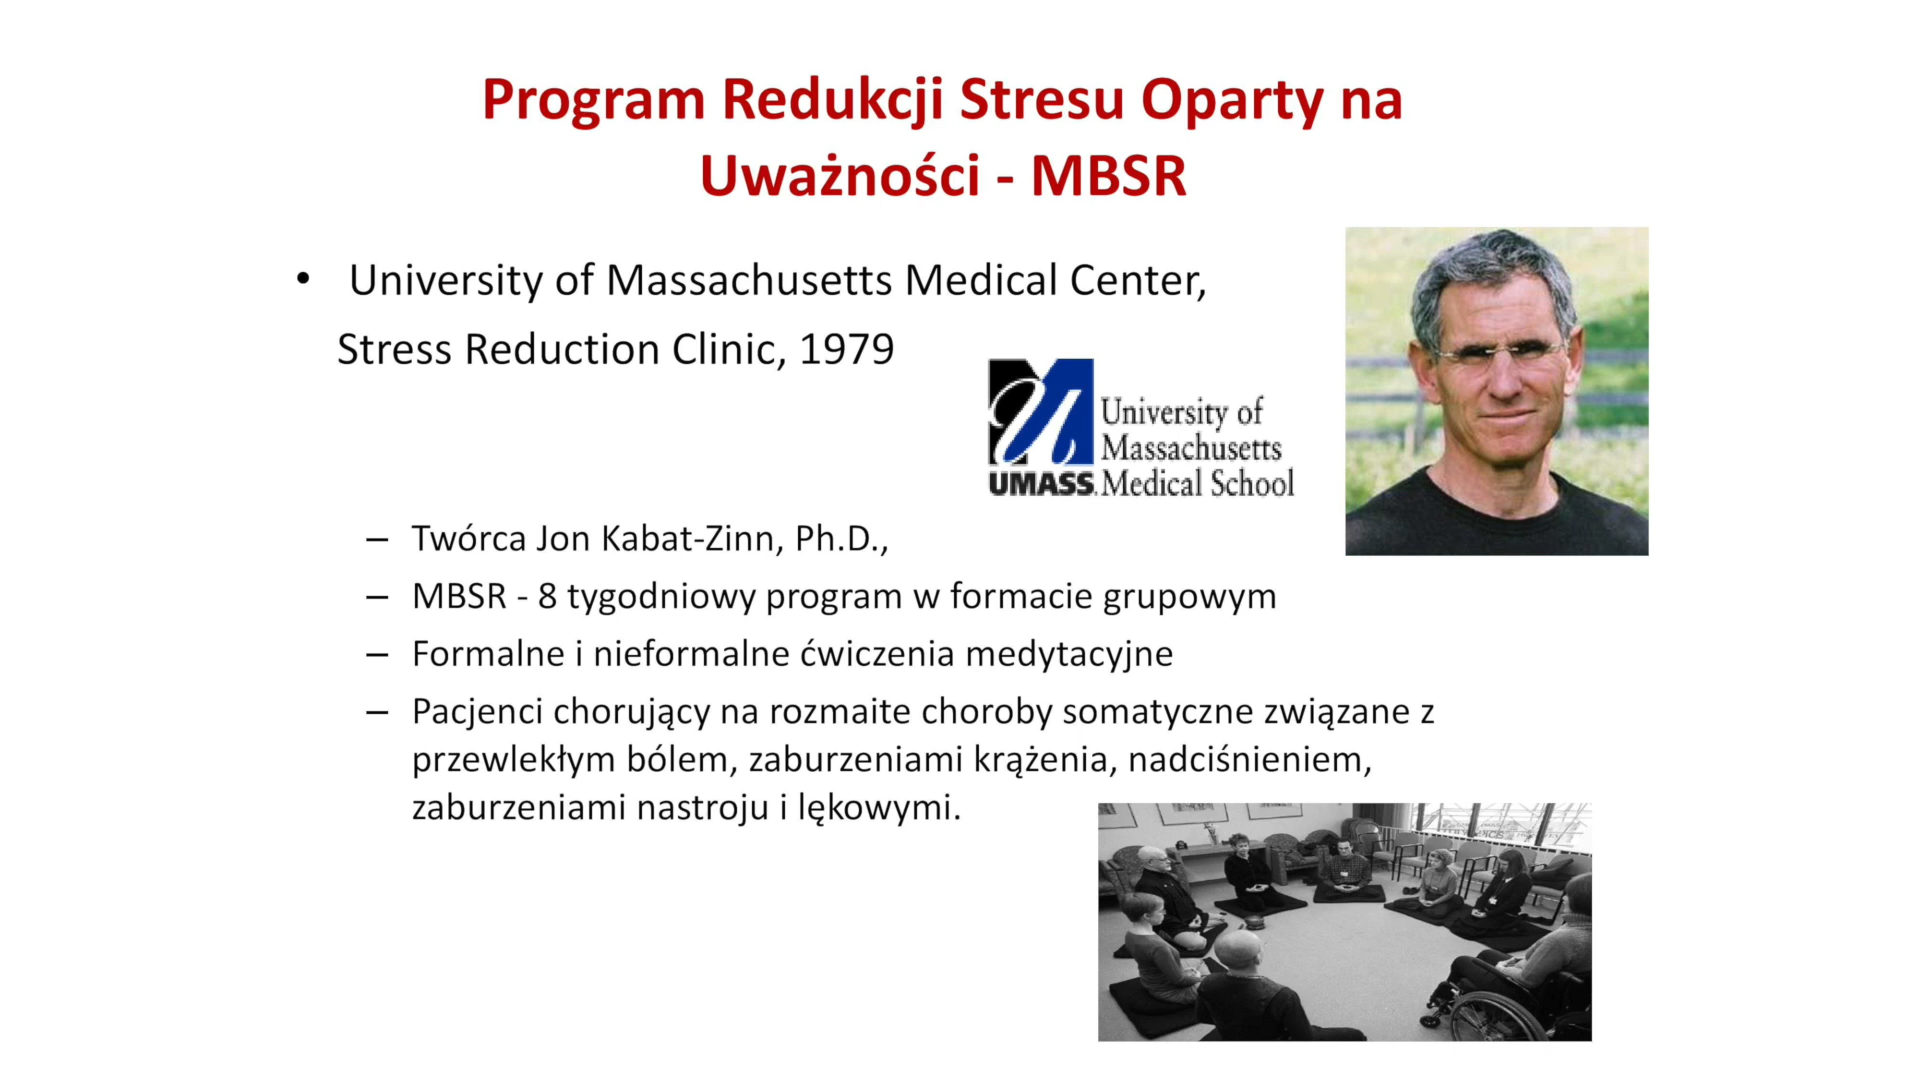 Program Redukcji Stresu Oparty na
Uważności - MBSR
• University of Massachusetts Medical Center,
Stress Reduction Clinic, 1979
University of
Massachusetts
UMASS. Medical School
– Twórca Jon Kabat-Zinn, Ph.D.,
– MBSR - 8 tygodniowy program w formacie grupowym
– Formalne i nieformalne ćwiczenia medytacyjne
– Pacjenci chorujący na rozmaite choroby somatyczne związane z
przewlekłym bólem, zaburzeniami krążenia, nadciśnieniem,
zaburzeniami nastroju i lękowymi.